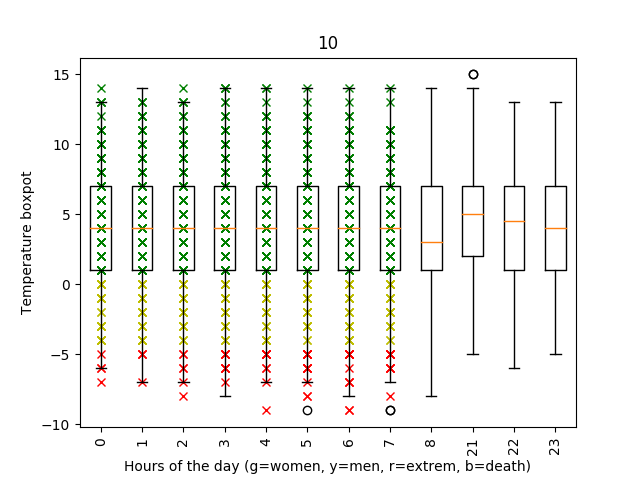 10
15
10
5
0
−5
−10
Temperature boxpot
0 1 2 3 4 5 6 7 8 21 22 23
Hours of the day (g=women, y=men, r=extrem, b=death)